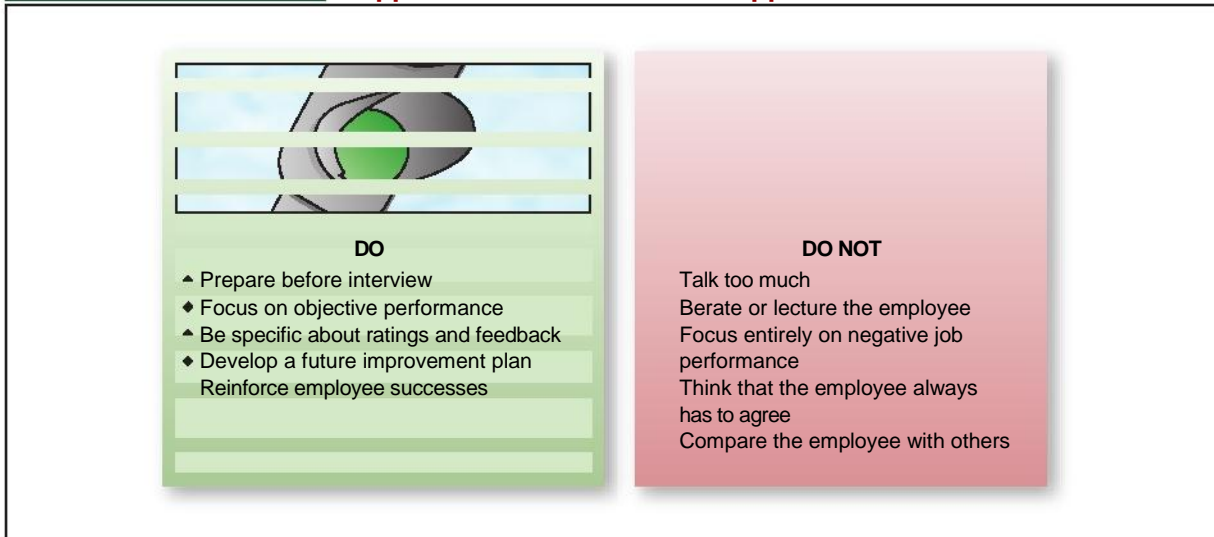 DO
Prepare before interview
Focus on objective performance
Be specific about ratings and feedback
Develop a future improvement plan
Reinforce employee successes
DO NOT
Talk too much
Berate or lecture the employee
Focus entirely on negative job
performance
Think that the employee always
has to agree
Compare the employee with others